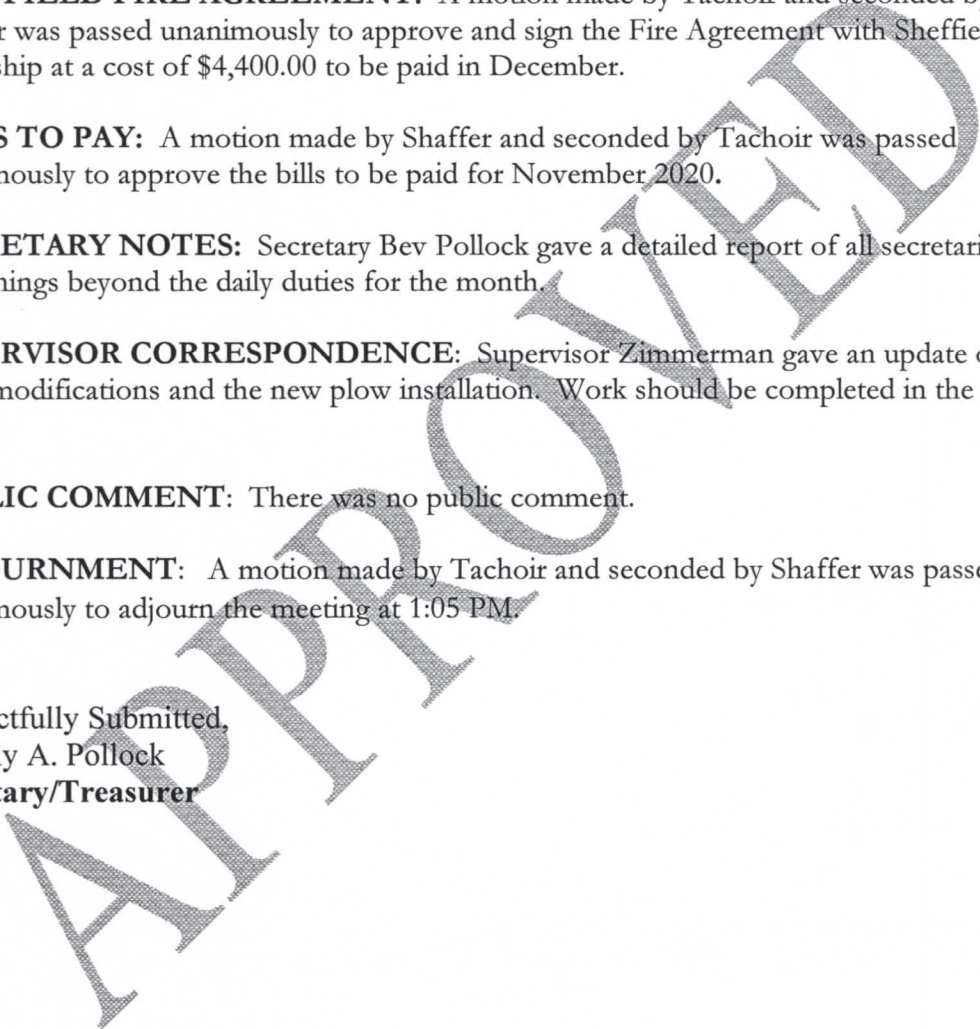 FIELD FIRE AGREEMENT: A motion made by Tachoir and seconded by
r was passed unanimously to approve and sign the Fire Agreement with Sheffie
ship at a cost of $4,400.00 to be paid in December.
S TO PAY: A motion made by Shaffer and seconded by Tachoir was passed
nously to approve the bills to be paid for November 2020.
ETARY NOTES: Secretary Bev Pollock gave a detailed report of all secretari
nings beyond the daily duties for the month.
RVISOR CORRESPONDENCE: Supervisor Zimmerman gave an update o
modifications and the new plow installation. Work should be completed in the
LIC COMMENT: There was no public comment.
URNMENT: A motion made by Tachoir and seconded by Shaffer was passe
nously to adjourn the meeting at 1:05 PM.
ctfully Submitted,
y A. Pollock
tary/Treasurer
APPROVED